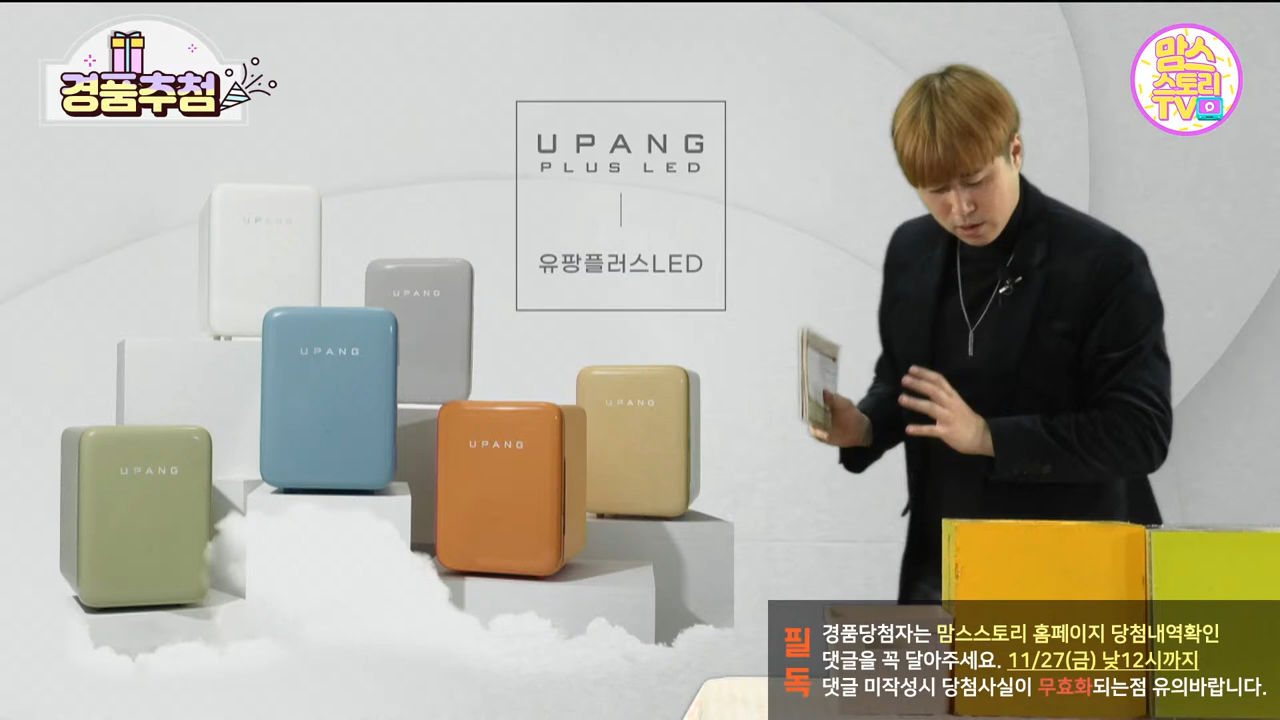 경품추첨
맘스
스토리
TV
UPANG
PLUS LED
유팡플러스LED
UPANG
UPANG
UPANG
UPANG
UPANG
UPANG
필독
경품당첨자는 맘스스토리 홈페이지 당첨내역확인
댓글을 꼭 달아주세요. 11/27(금) 낮12시까지
댓글 미작성시 당첨사실이 무효화되는점 유의바랍니다.